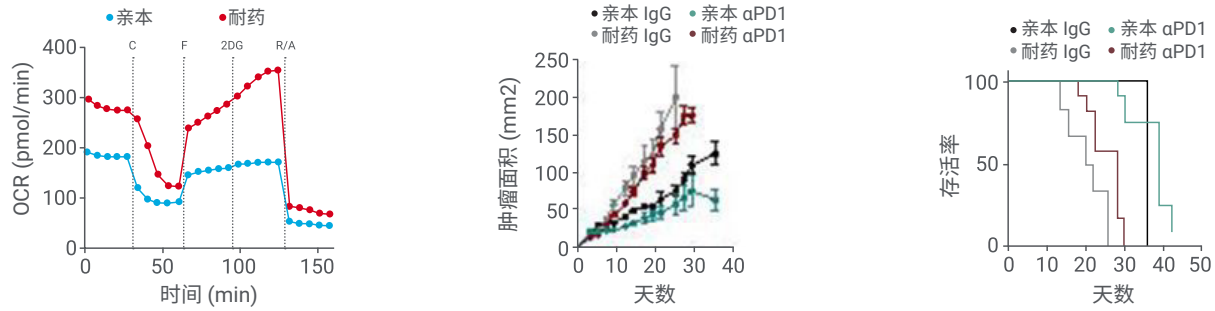 亲本 耐药
C F 2DG R/A
400
300
200
100
0
OCR (pmol/min)
0 50 100 150
时间 (min)
亲本 IgG 亲本 αPD1
耐药 IgG 耐药 αPD1
250
200
150
100
50
0
肿瘤面积 (mm2)
0 10 20 30 40
天数
亲本 IgG 亲本 αPD1
耐药 IgG 耐药 αPD1
100
50
0
存活率
0 10 20 30 40 50
天数